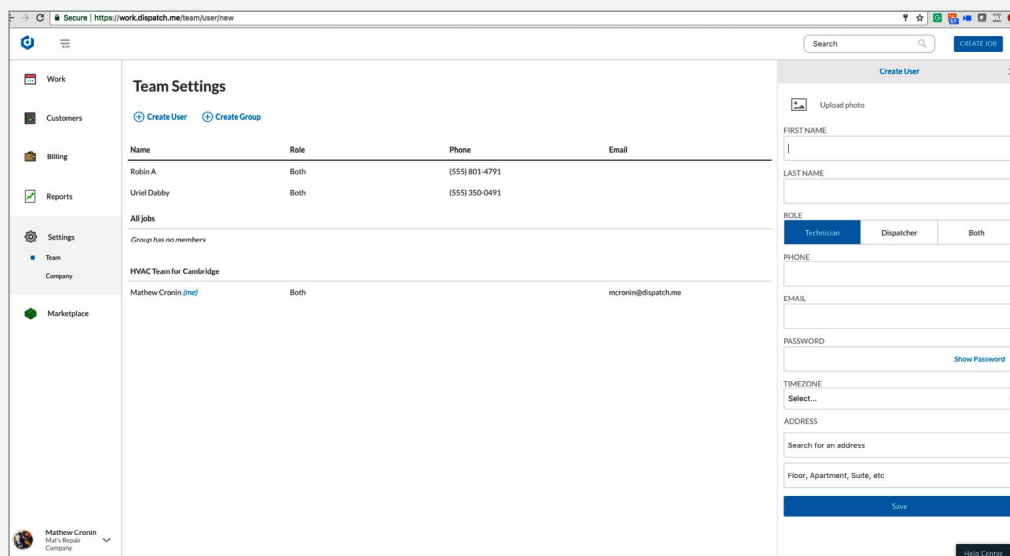 Secure | https://work.dispatch.me/team/user/new
Search
CREATE JOB
Work
Customers
Billing
Reports
Settings
Team
Company
Marketplace
Mathew Cronin
Mat's Repair
Company
Team Settings
Create User Create Group
Name Role Phone Email
Robin A Both (555) 801-4791
Uriel Dabby Both (555) 350-0491
All jobs
Group has no members
HVAC Team for Cambridge
Mathew Cronin (me) Both mcronin@dispatch.me
Create User
Upload photo
FIRST NAME
LAST NAME
ROLE
Technician Dispatcher Both
PHONE
EMAIL
PASSWORD
Show Password
TIMEZONE
Select...
ADDRESS
Search for an address
Floor, Apartment, Suite, etc
Save
Help Center